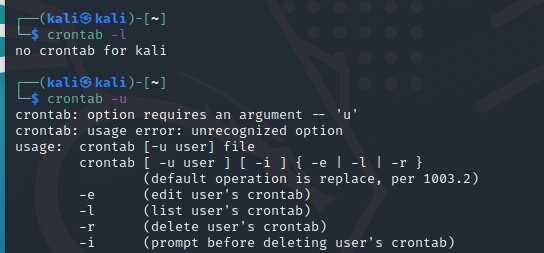 ┌──(kali㉿kali)-[~]
└─$ crontab -l
no crontab for kali
┌──(kali㉿kali)-[~]
└─$ crontab -u
crontab: option requires an argument -- 'u'
crontab: usage error: unrecognized option
usage:  crontab [-u user] file
        crontab [ -u user ] [ -i ] { -e | -l | -r }
                (default operation is replace, per 1003.2)
        -e      (edit user's crontab)
        -l      (list user's crontab)
        -r      (delete user's crontab)
        -i      (prompt before deleting user's crontab)